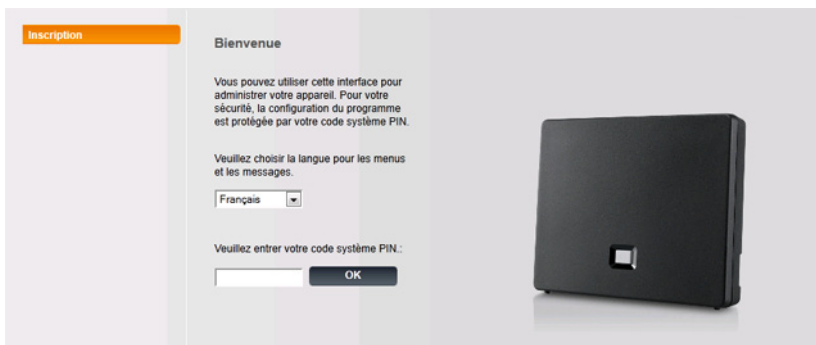 Inscription
Bienvenue
Vous pouvez utiliser cette interface pour
administrer votre appareil. Pour votre
sécurité, la configuration du programme
est protégée par votre code système PIN.
Veuillez choisir la langue pour les menus
et les messages.
Français
Veuillez entrer votre code système PIN.:
OK